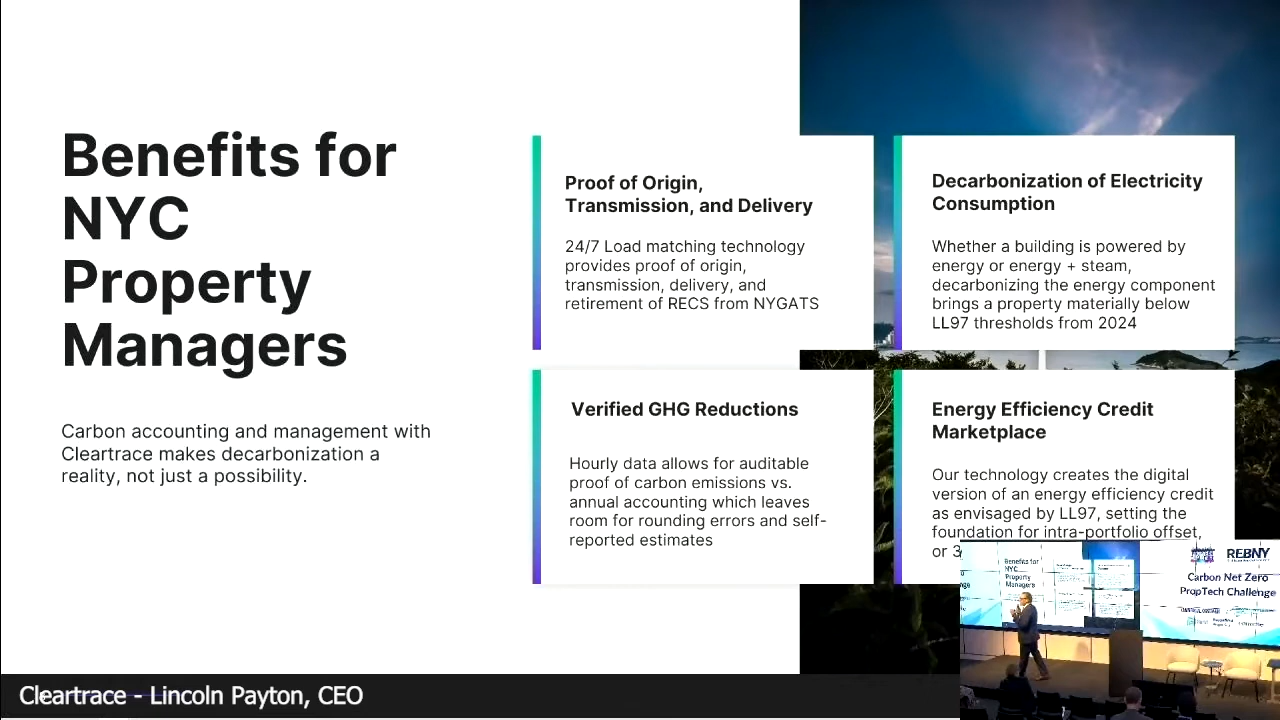 Benefits for
NYC
Property
Managers
Carbon accounting and management with
Cleartrace makes decarbonization a
reality, not just a possibility.
Proof of Origin,
Transmission, and Delivery
24/7 Load matching technology
provides proof of origin,
transmission, delivery, and
retirement of RECS from NYGATS
Decarbonization of Electricity
Consumption
Whether a building is powered by
energy or energy + steam,
decarbonizing the energy component
brings a property materially below
LL97 thresholds from 2024
Verified GHG Reductions
Hourly data allows for auditable
proof of carbon emissions vs.
annual accounting which leaves
room for rounding errors and self-
reported estimates
Energy Efficiency Credit
Marketplace
Our technology creates the digital
version of an energy efficiency credit
as envisaged by LL97, setting the
foundation for intra-portfolio offset,
or 3
Benefits for
NYC
Property
Managers
REBNY
Carbon Net Zero
PropTech Challenge
Cleartrace - Lincoln Payton, CEO